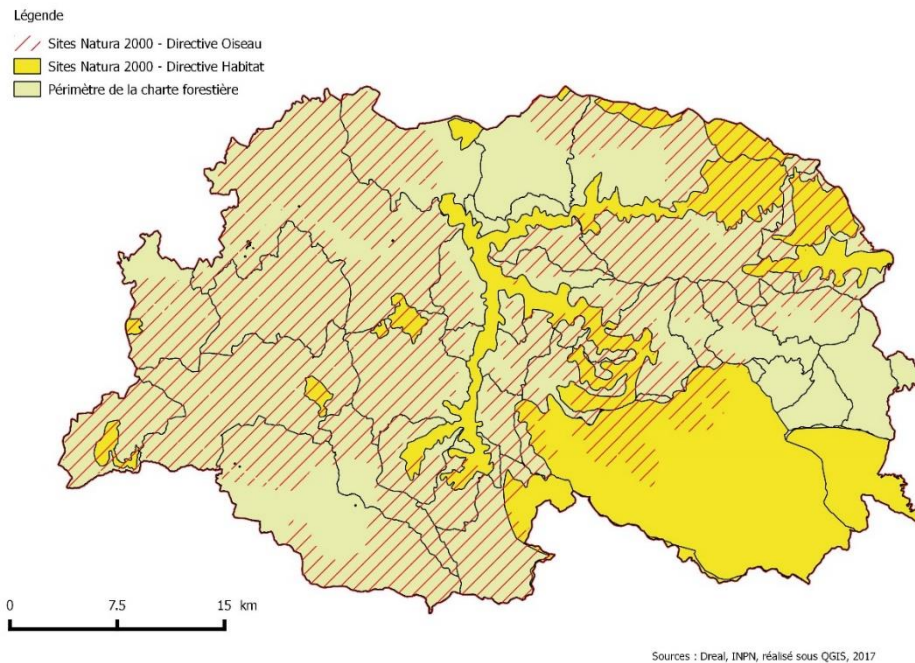 Légende
Sites Natura 2000 - Directive Oiseau
Sites Natura 2000 - Directive Habitat
Périmètre de la charte forestière
0 7.5 15 km
Sources : Dreal, INPN, réalisé sous QGIS, 2017